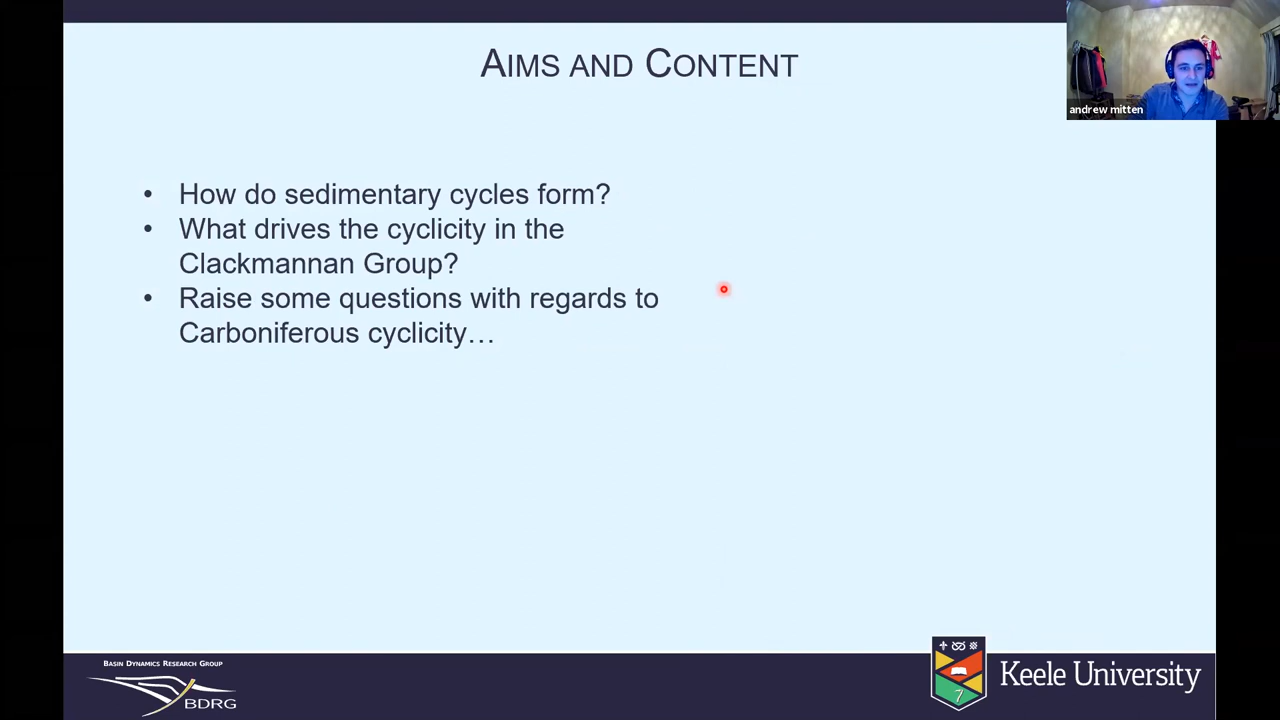 AIMS AND CONTENT
andrew mitten
• How do sedimentary cycles form?
• What drives the cyclicity in the
Clackmannan Group?
• Raise some questions with regards to
Carboniferous cyclicity…
BASIN DYNAMICS RESEARCH GROUP
BDRG
Keele University